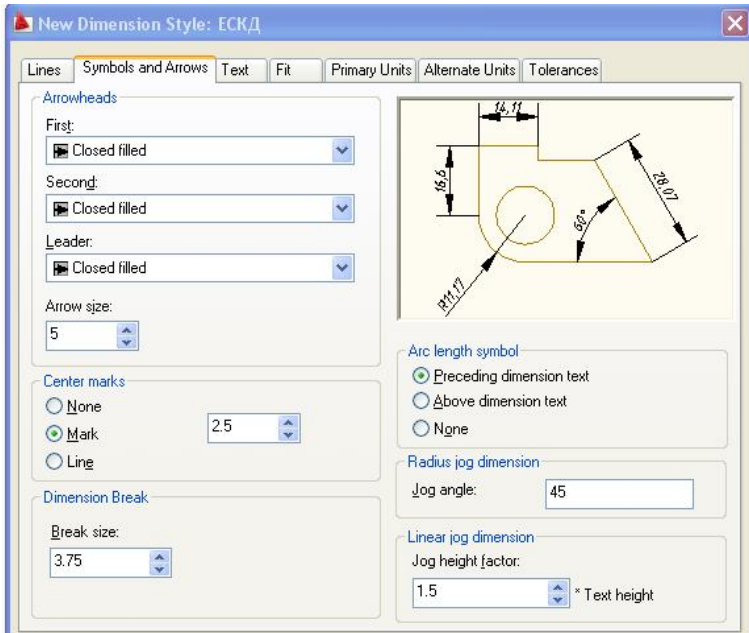 New Dimension Style: ЕСКД
Lines Symbols and Arrows Text Fit Primary Units Alternate Units Tolerances
Arrowheads
First:
Closed filled
Second:
Closed filled
Leader:
Closed filled
Arrow size:
5
Center marks
None
Mark
Line
2.5
Dimension Break
Break size:
3.75
14,11
16,6
28,07
60°
R11,17
Arc length symbol
Preceding dimension text
Above dimension text
None
Radius jog dimension
Jog angle:
45
Linear jog dimension
Jog height factor:
1.5
* Text height